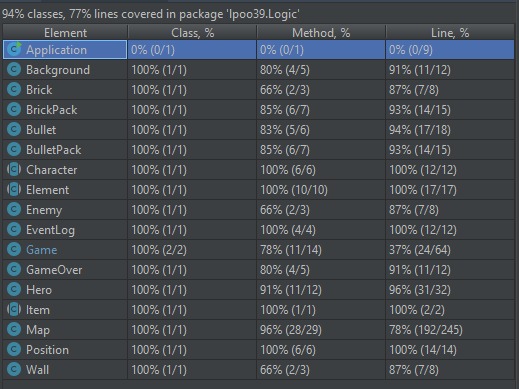 94% classes, 77% lines covered in package 'Ipoo39.Logic'
Element Class, % Method, % Line, %
Application 0% (0/1) 0% (0/1) 0% (0/9)
Background 100% (1/1) 80% (4/5) 91% (11/12)
Brick 100% (1/1) 66% (2/3) 87% (7/8)
BrickPack 100% (1/1) 85% (6/7) 93% (14/15)
Bullet 100% (1/1) 83% (5/6) 94% (17/18)
BulletPack 100% (1/1) 85% (6/7) 93% (14/15)
Character 100% (1/1) 100% (6/6) 100% (12/12)
Element 100% (1/1) 100% (10/10) 100% (17/17)
Enemy 100% (1/1) 66% (2/3) 87% (7/8)
EventLog 100% (1/1) 100% (4/4) 100% (12/12)
Game 100% (2/2) 78% (11/14) 37% (24/64)
GameOver 100% (1/1) 80% (4/5) 91% (11/12)
Hero 100% (1/1) 91% (11/12) 96% (31/32)
Item 100% (1/1) 100% (1/1) 100% (2/2)
Map 100% (1/1) 96% (28/29) 78% (192/245)
Position 100% (1/1) 100% (6/6) 100% (14/14)
Wall 100% (1/1) 66% (2/3) 87% (7/8)